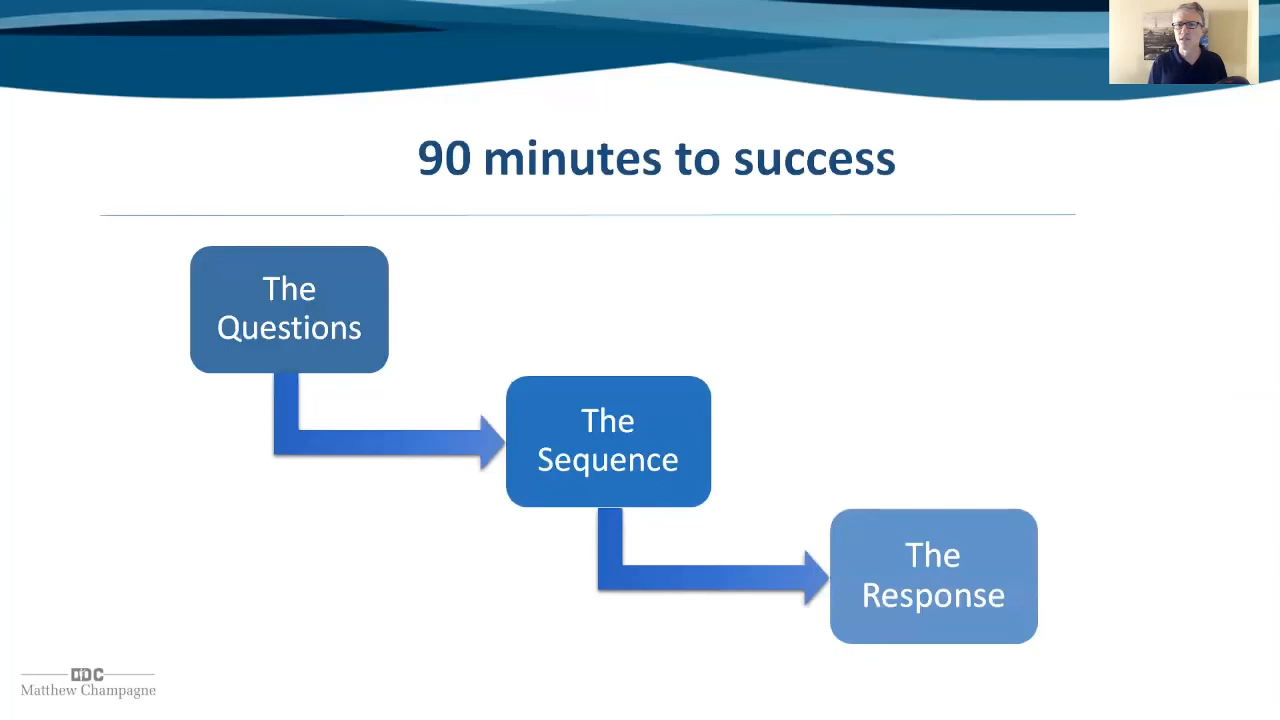 90 minutes to success
The
Questions
The
Sequence
The
Response
Matthew Champagne